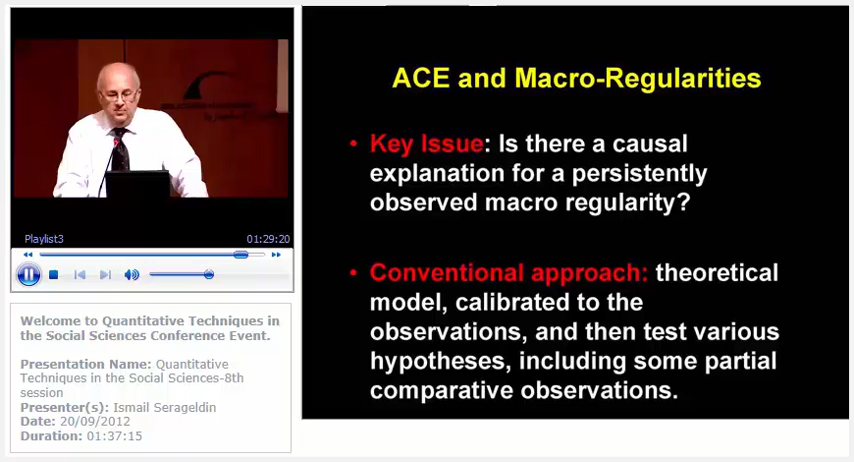 Playlist3
01:29:20
Welcome to Quantitative Techniques in
the Social Sciences Conference Event.
Presentation Name: Quantitative
Techniques in the Social Sciences-8th
session
Presenter(s): Ismail Serageldin
Date: 20/09/2012
Duration: 01:37:15
ACE and Macro-Regularities
• Key Issue: Is there a causal
explanation for a persistently
observed macro regularity?
• Conventional approach: theoretical
model, calibrated to the
observations, and then test various
hypotheses, including some partial
comparative observations.